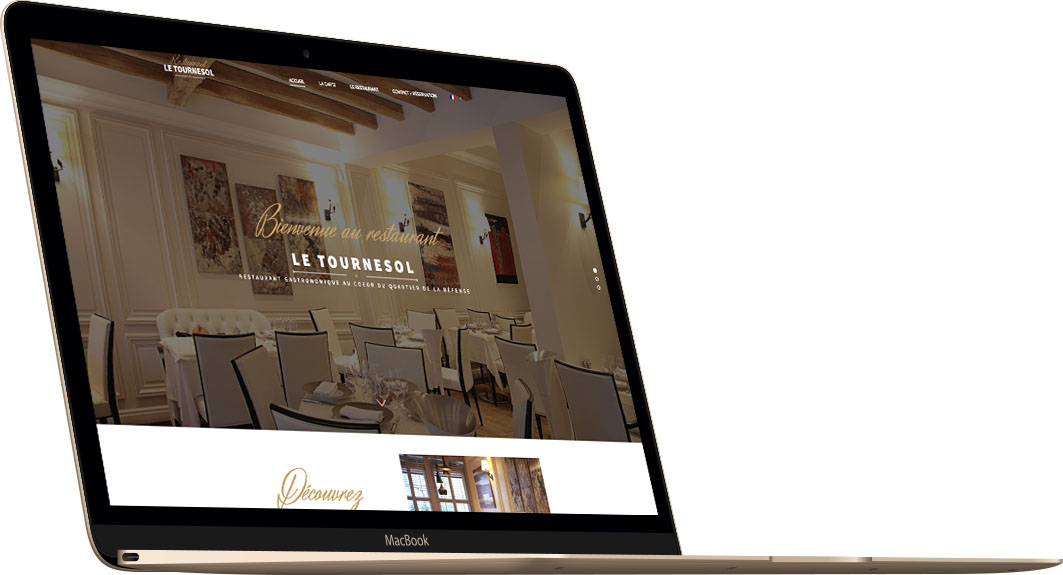 Restaurant
LE TOURNESOL
ACCUEIL LA CARTE LE RESTAURANT CONTACT / RÉSERVATION
Bienvenue au restaurant
LE TOURNESOL
RESTAURANT GASTRONOMIQUE AU COEUR DU QUARTIER DE LA DÉFENSE
Découvrez
MacBook